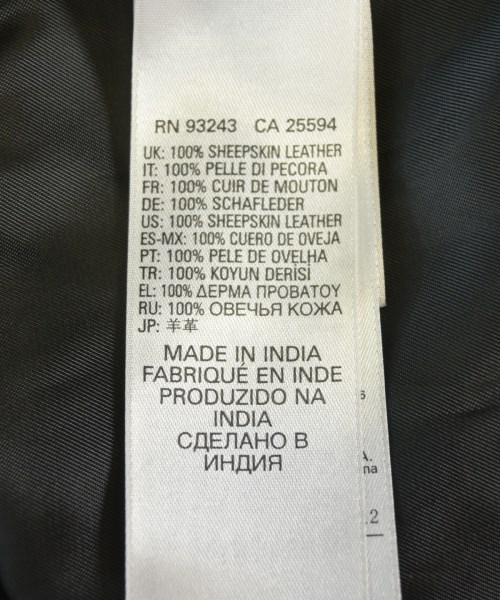 RN 93243 CA 25594
UK: 100% SHEEPSKIN LEATHER
IT: 100% PELLE DI PECORA
FR: 100% CUIR DE MOUTON
DE: 100% SCHAFLEDER
US: 100% SHEEPSKIN LEATHER
ES-MX: 100% CUERO DE OVEJA
PT: 100% PELE DE OVELHA
TR: 100% KOYUN DERİSİ
EL: 100% ΔΕΡΜΑ ΠΡΟΒΑΤΟΥ
RU: 100% ОВЕЧЬЯ КОЖА
JP: 羊革
MADE IN INDIA
FABRIQUÉ EN INDE
PRODUZIDO NA
INDIA
СДЕЛАНО В
ИНДИЯ